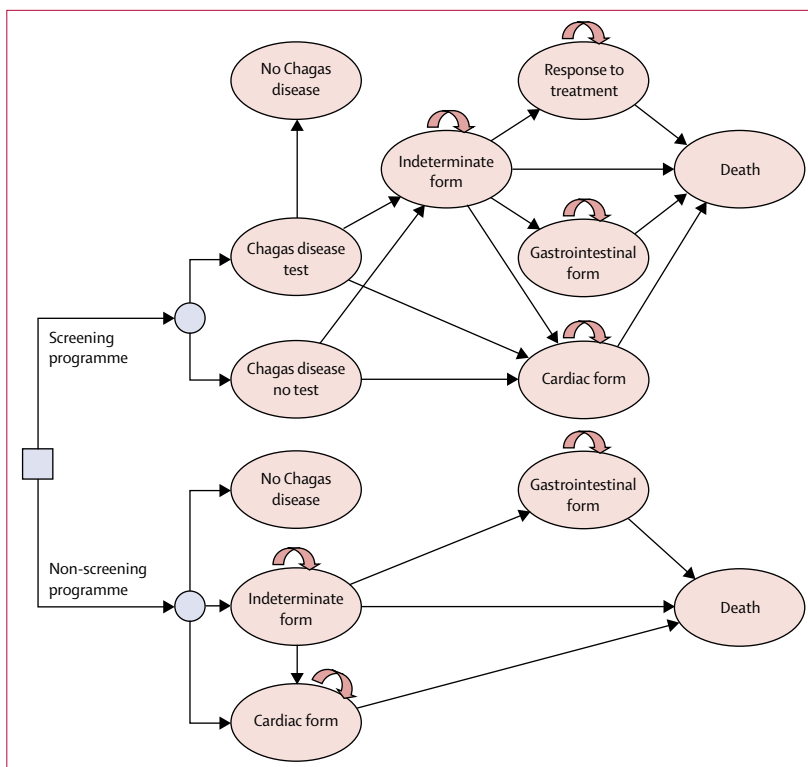 No Chagas
disease
Response to
treatment
Indeterminate
form
Death
Chagas disease
test
Gastrointestinal
form
Screening
programme
Chagas disease
no test
Cardiac form
No Chagas
disease
Gastrointestinal
form
Non-screening
programme
Indeterminate
form
Death
Cardiac form